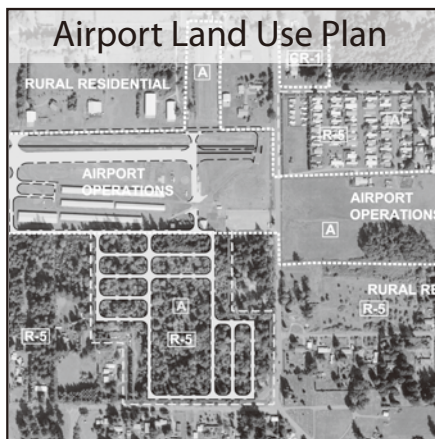 Airport Land Use Plan
CR-1
A
RURAL RESIDENTIAL
A
R-5
AIRPORT
OPERATIONS
AIRPORT
OPERATIONS
A
RURAL RE
A
R-5
R-5
R-5